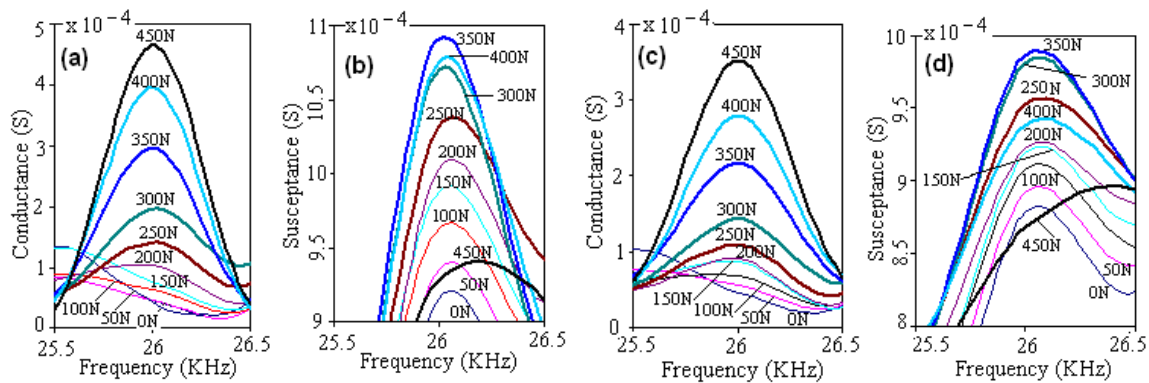 x 10 -4
(a)
5
4
3
2
1
0
Conductance (S)
450N
400N
350N
300N
250N
200N
150N
100N
50N
0N
25.5 26 26.5
Frequency (KHz)
x 10 -4
(b)
11
10.5
10
9.5
9
Susceptance (S)
350N
400N
300N
250N
200N
150N
100N
450N
50N
0N
25.5 26 26.5
Frequency (KHz)
x 10 -4
(c)
4
3
2
1
0
Conductance (S)
450N
400N
350N
300N
250N
200N
150N
100N
50N
0N
25.5 26 26.5
Frequency (KHz)
x 10 -4
(d)
10
9.5
9
8.5
8
Susceptance (S)
350N
300N
250N
400N
200N
150N
100N
450N
50N
0N
25.5 26 26.5
Frequency (KHz)